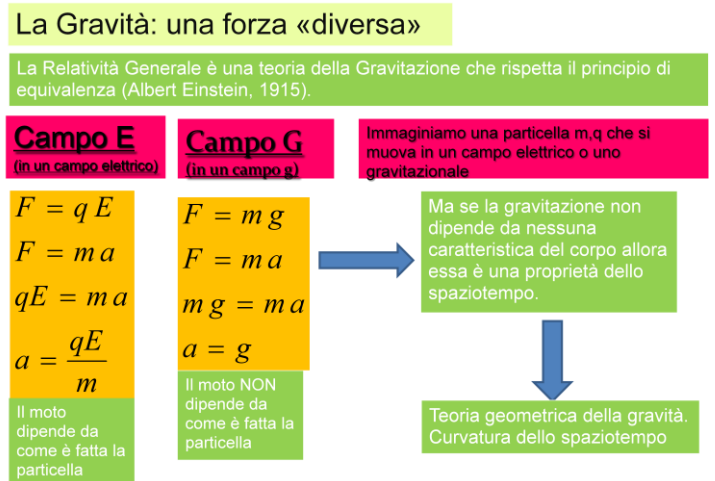 La Gravità: una forza «diversa»
La Relatività Generale è una teoria della Gravitazione che rispetta il principio di
equivalenza (Albert Einstein, 1915).
Campo E
(in un campo elettrico)
F = q E
F = m a
qE = m a
a = qE/m
Il moto
dipende da
come è fatta la
particella
Campo G
(in un campo g)
F = m g
F = m a
m g = m a
a = g
Il moto NON
dipende da
come è fatta la
particella
Immaginiamo una particella m,q che si
muova in un campo elettrico o uno
gravitazionale
Ma se la gravitazione non
dipende da nessuna
caratteristica del corpo allora
essa è una proprietà dello
spaziotempo.
Teoria geometrica della gravità.
Curvatura dello spaziotempo